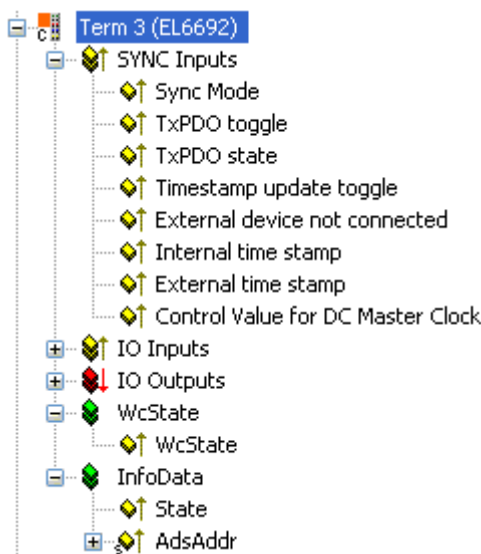 Term 3 (EL6692)
SYNC Inputs
Sync Mode
TxPDO toggle
TxPDO state
Timestamp update toggle
External device not connected
Internal time stamp
External time stamp
Control Value for DC Master Clock
IO Inputs
IO Outputs
WcState
WcState
InfoData
State
AdsAddr